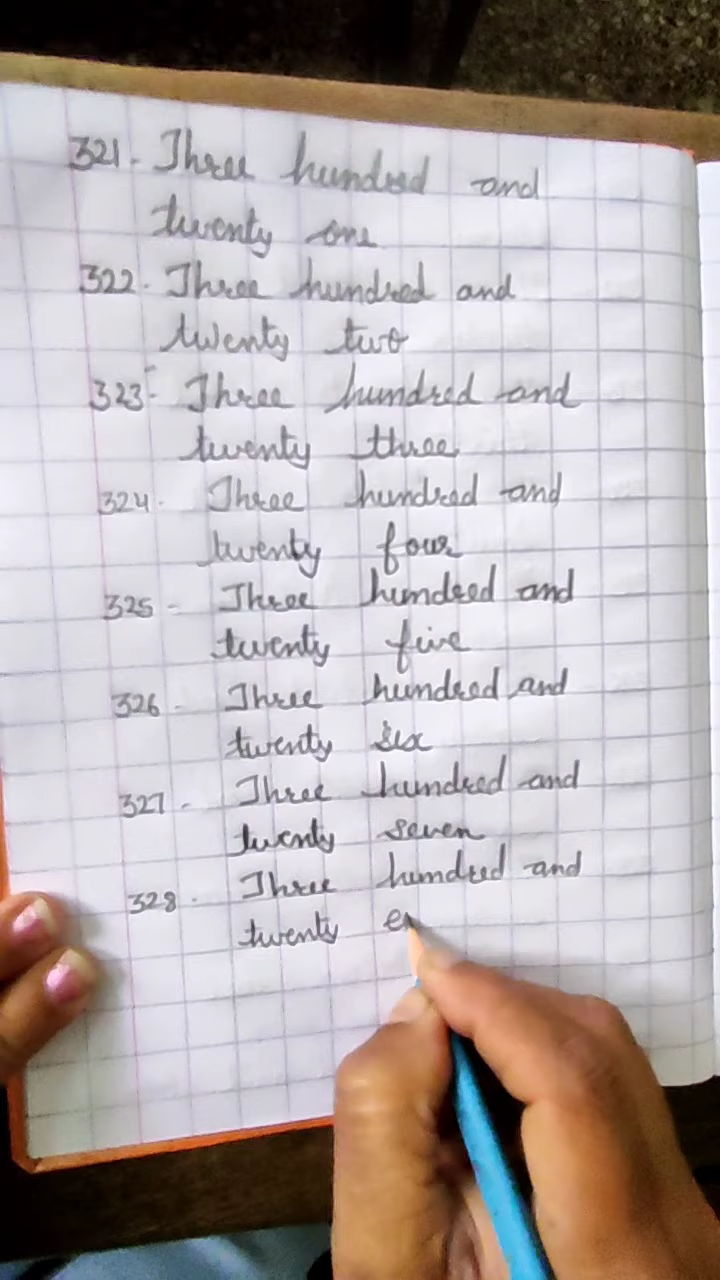 321. Three hundred and
twenty one
322. Three hundred and
twenty two
323- Three hundred and
twenty three
324. Three hundred and
twenty four
325 - Three hundred and
twenty five
326 - Three hundred and
twenty six
327 - Three hundred and
twenty seven
328. Three hundred and
twenty